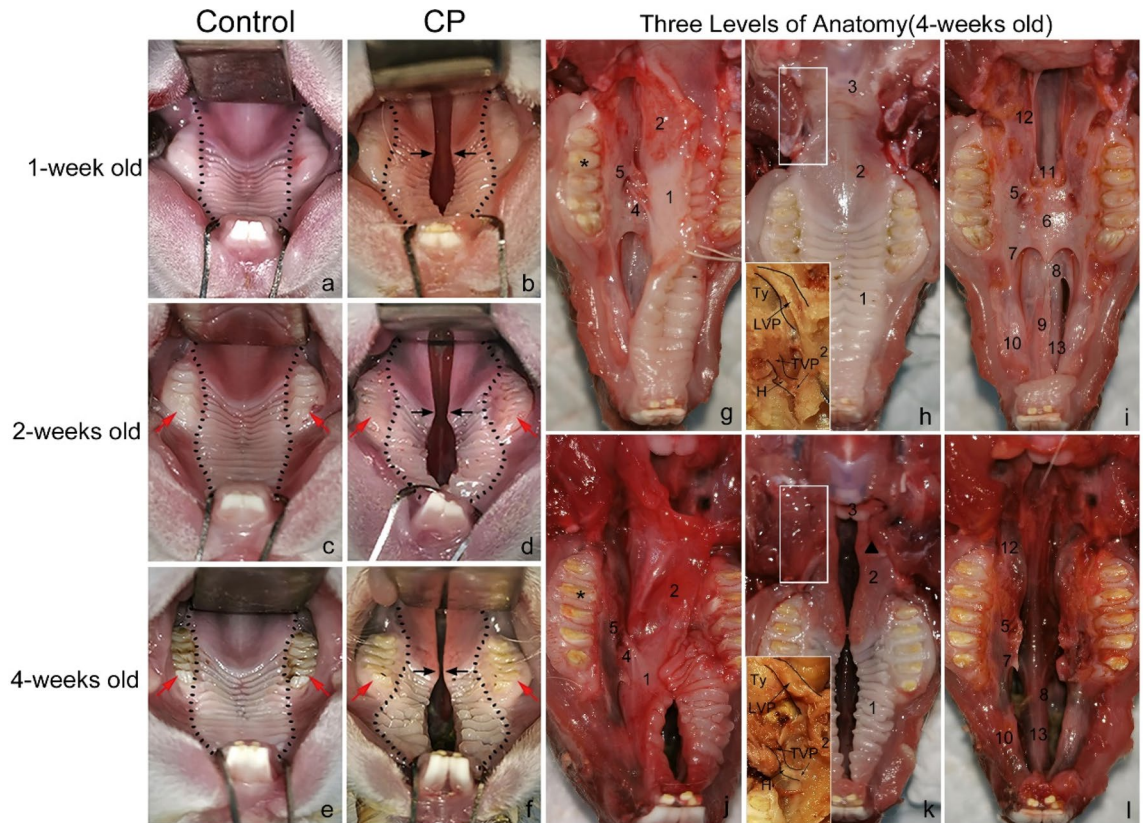 Control
CP
Three Levels of Anatomy(4-weeks old)
1-week old
2-weeks old
4-weeks old
a
b
c
d
e
f
*
2
5
4
1
g
3
2
1
Ty
LVP
TVP
2
H
h
12
11
5
6
7
8
9
10
13
i
*
2
5
4
1
j
3
▲
2
1
Ty
LVP
TVP
2
H
k
12
5
7
8
10
13
l